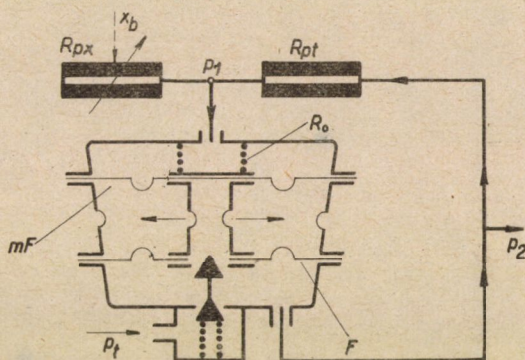 x_b
R_px
p_1
R_pt
R_o
mF
p_2
F
p_t